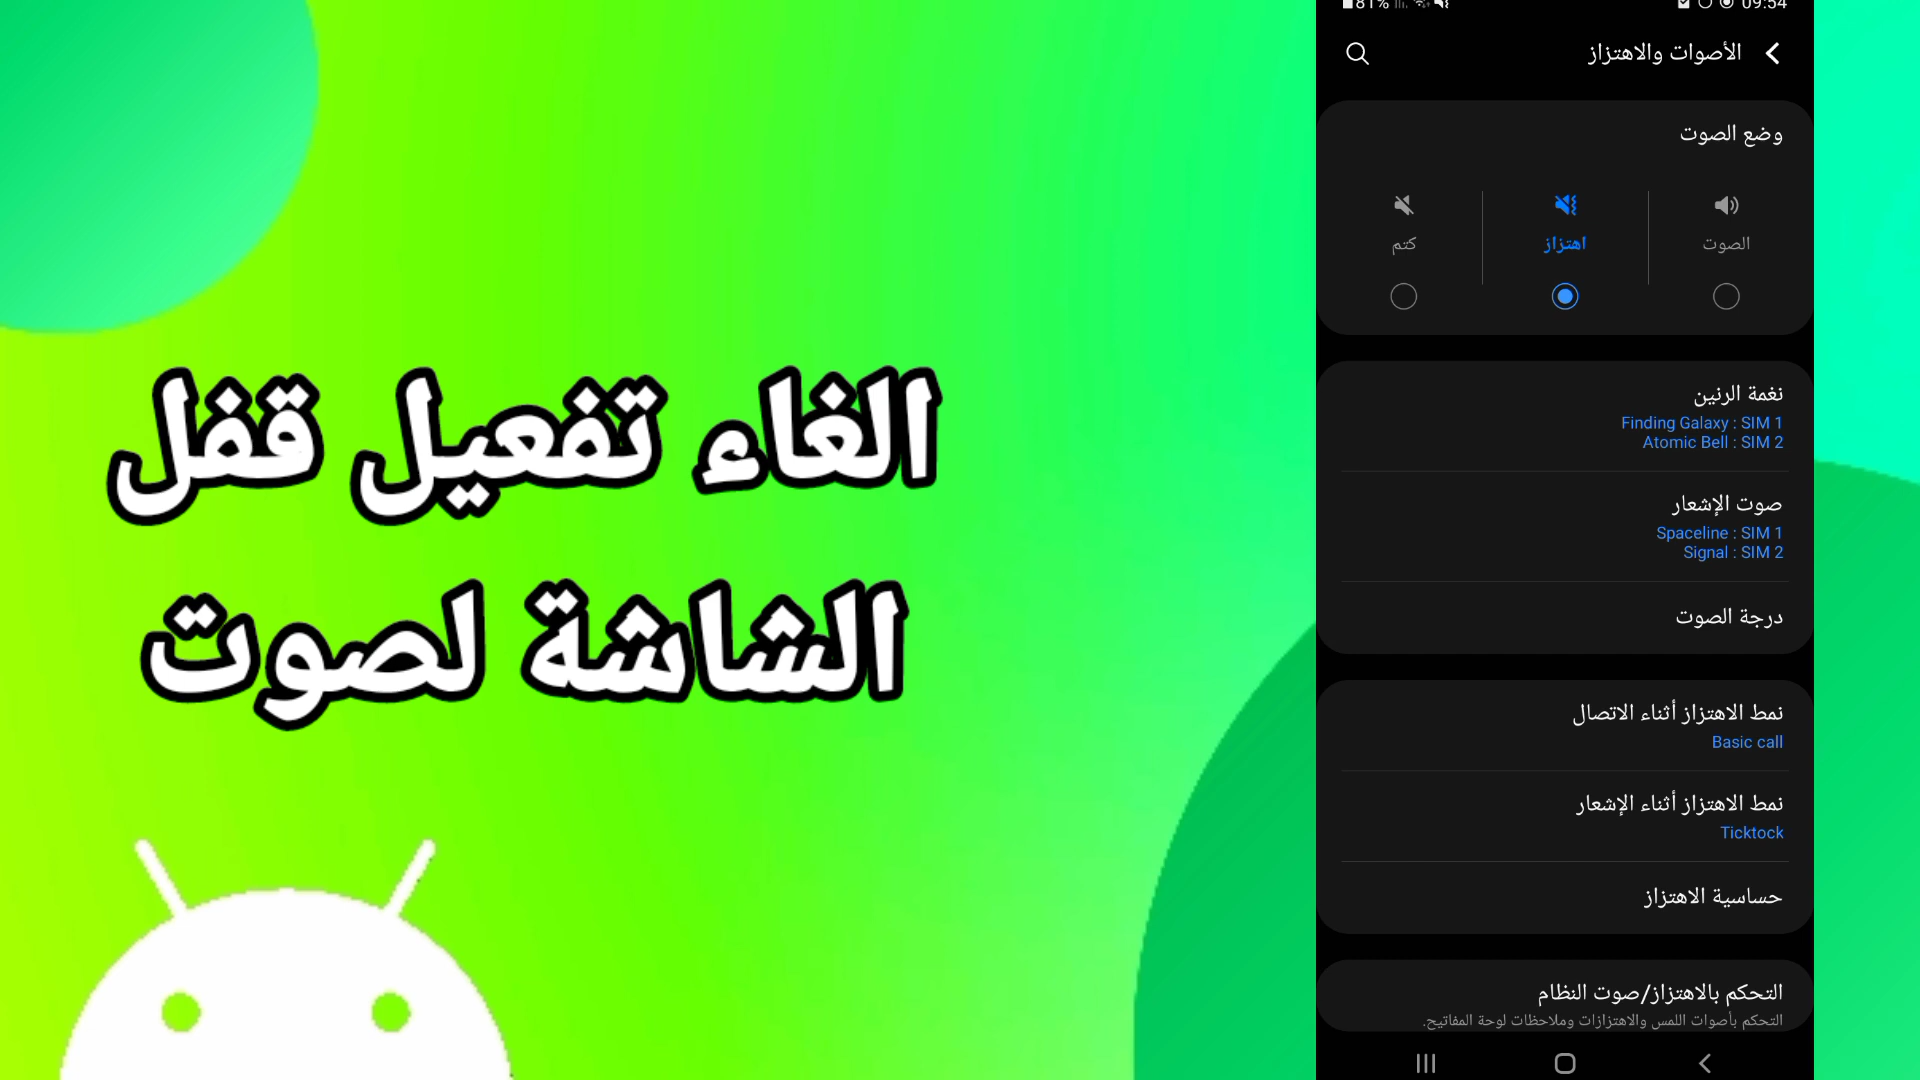 الغاء تفعيل قفل
الشاشة لصوت
81%
09:54
الأصوات والاهتزاز
وضع الصوت
الصوت
اهتزاز
كتم
نغمة الرنين
Finding Galaxy : SIM 1
Atomic Bell : SIM 2
صوت الإشعار
Spaceline : SIM 1
Signal : SIM 2
درجة الصوت
نمط الاهتزاز أثناء الاتصال
Basic call
نمط الاهتزاز أثناء الإشعار
Ticktock
حساسية الاهتزاز
التحكم بالاهتزاز/صوت النظام
التحكم بأصوات اللمس والاهتزازات وملاحظات لوحة المفاتيح.